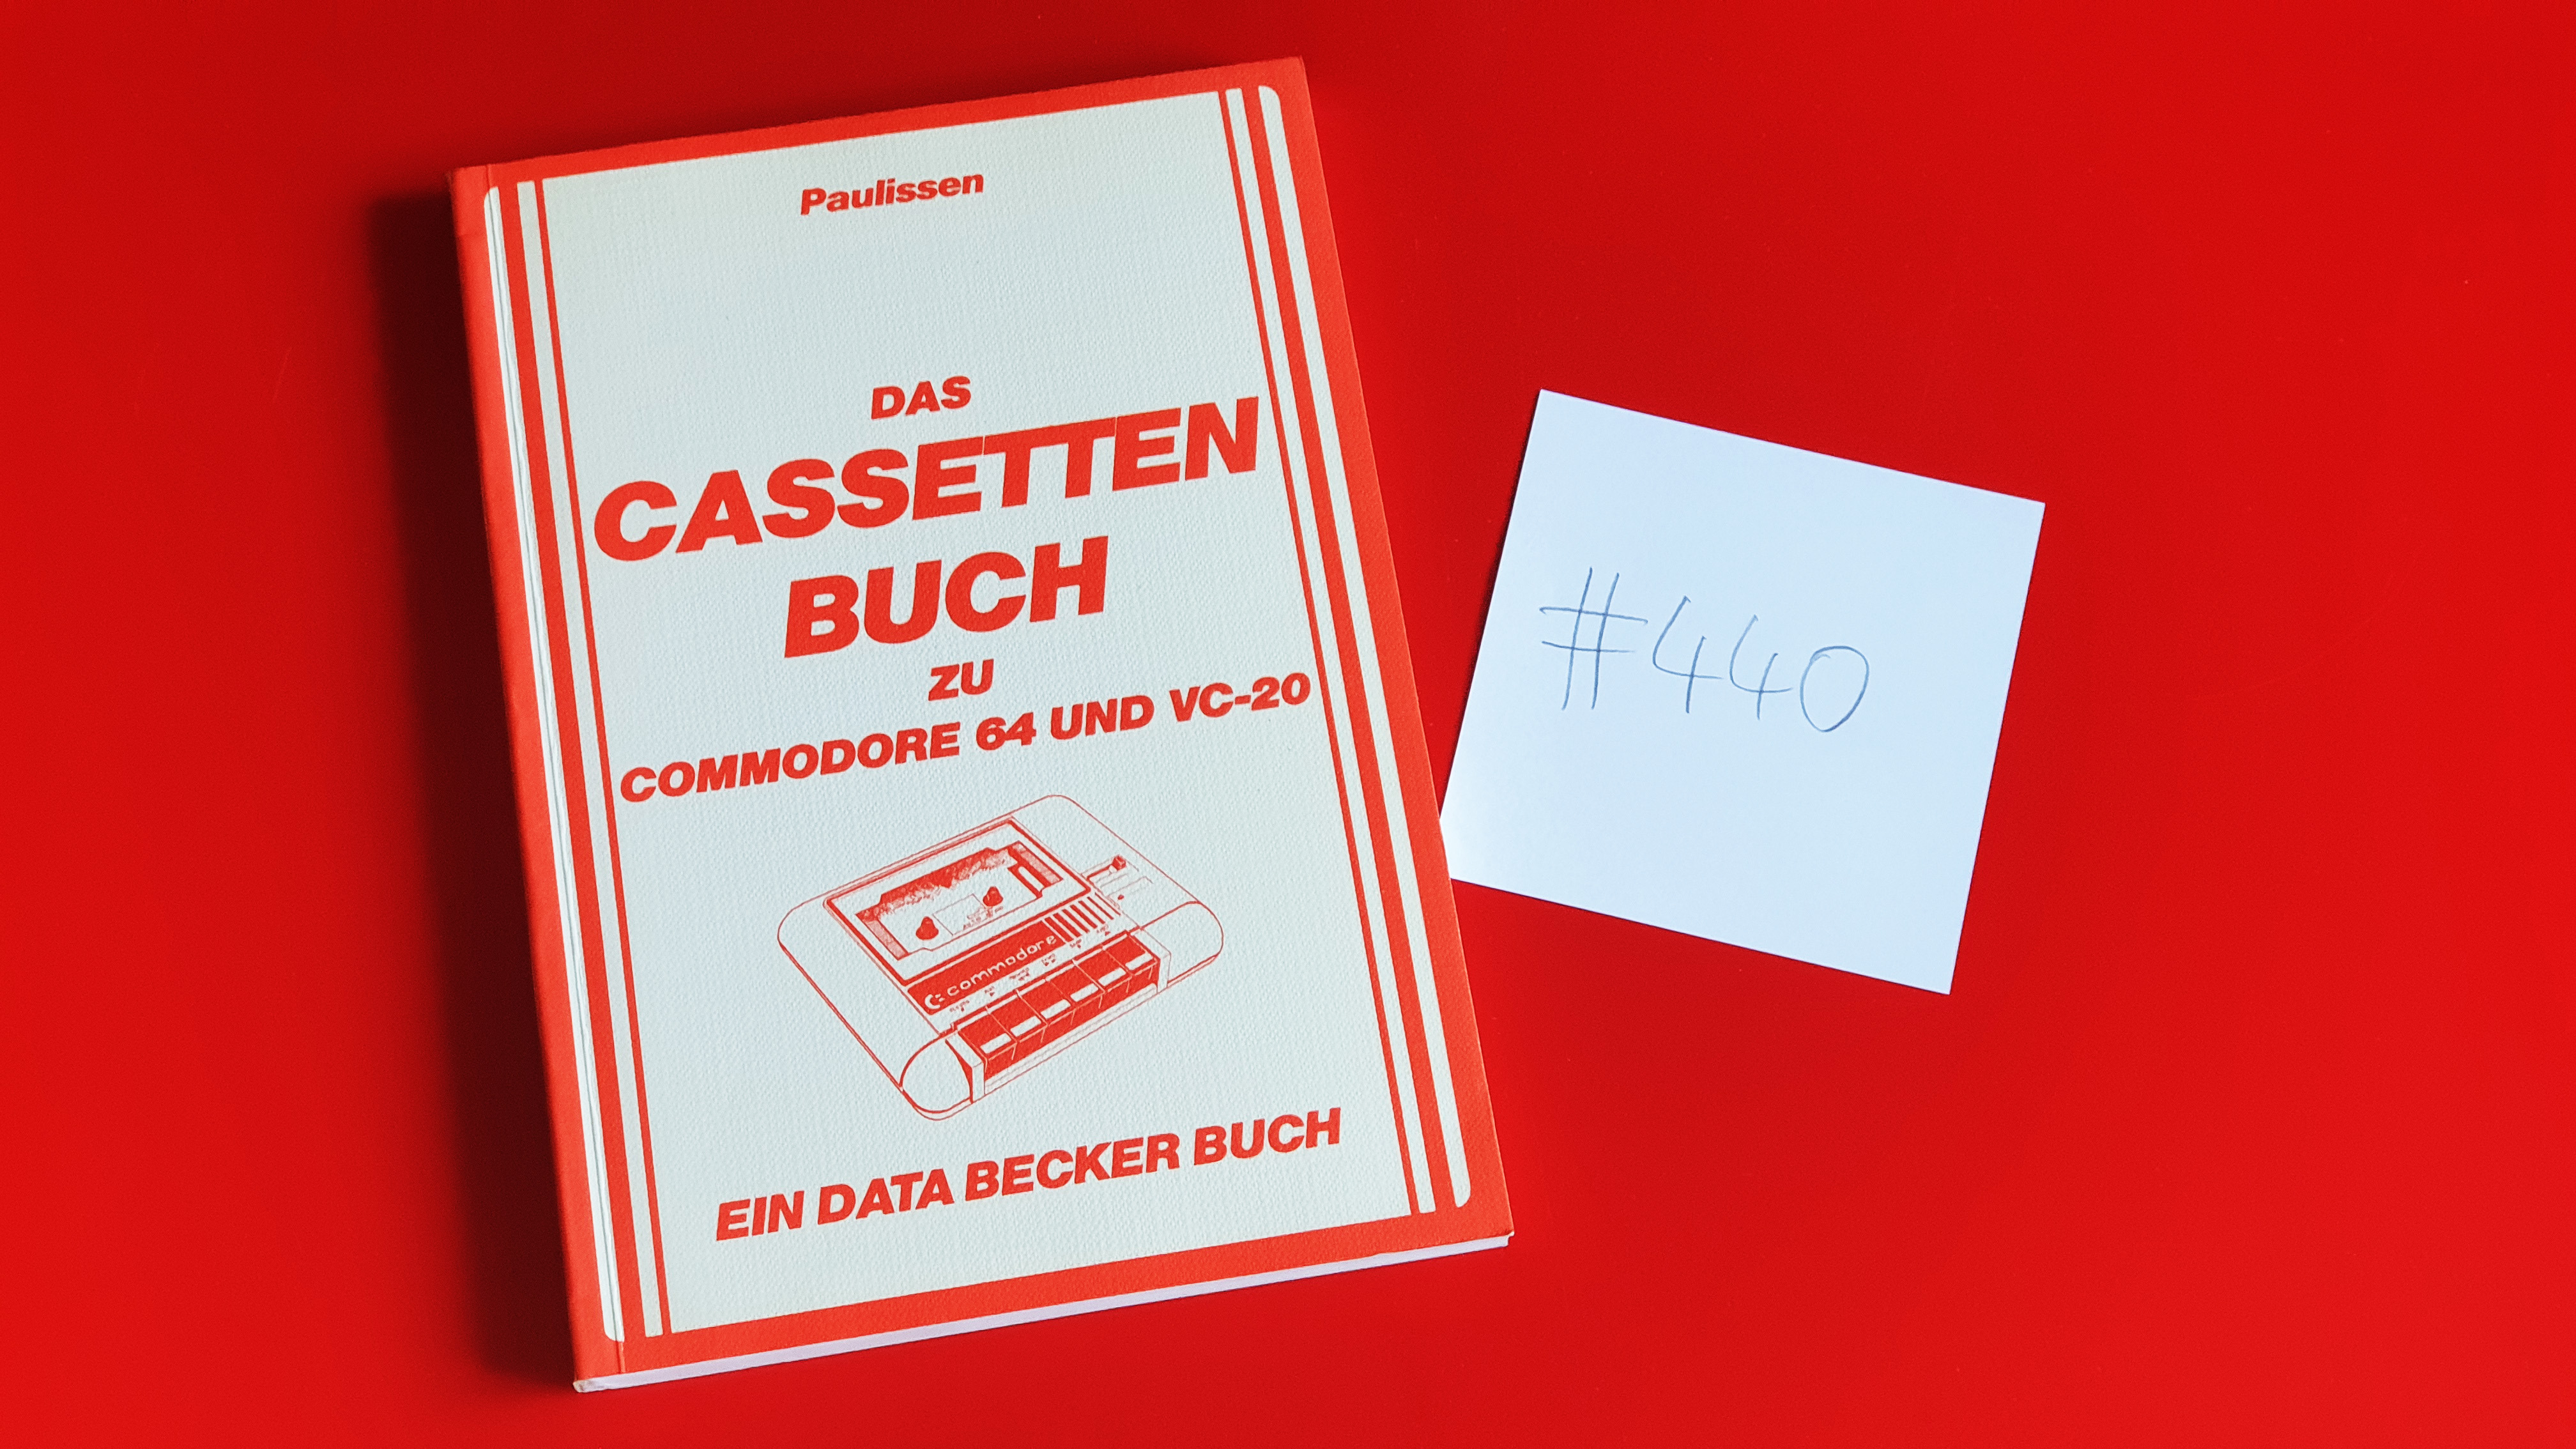 Paulissen
DAS
CASSETTEN
BUCH
ZU
COMMODORE 64 UND VC-20
commodore
EIN DATA BECKER BUCH
#440